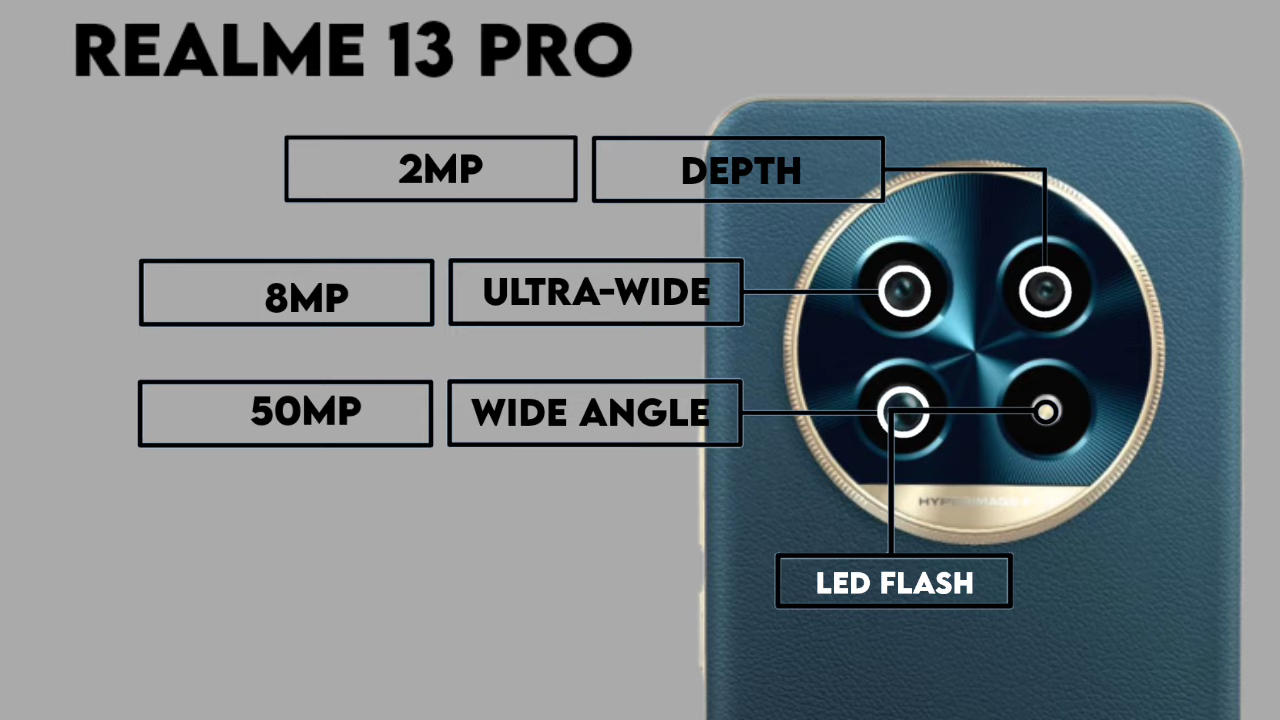 REALME 13 PRO
2MP DEPTH
8MP ULTRA-WIDE
50MP WIDE ANGLE
LED FLASH